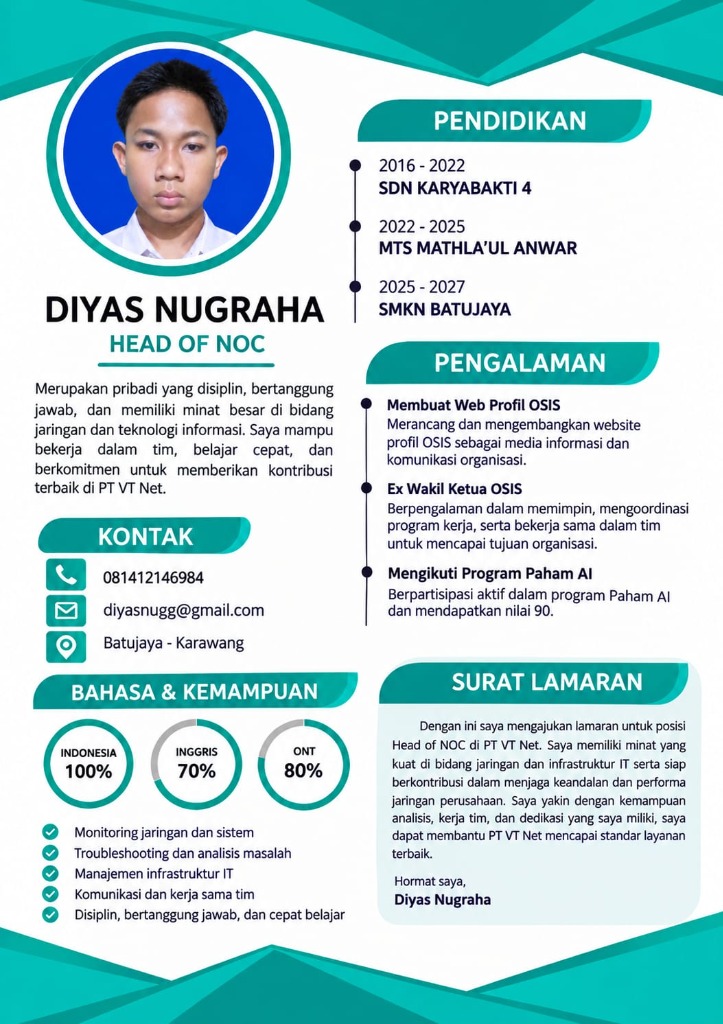 DIYAS NUGRAHA
HEAD OF NOC
Merupakan pribadi yang disiplin, bertanggung
jawab, dan memiliki minat besar di bidang
jaringan dan teknologi informasi. Saya mampu
bekerja dalam tim, belajar cepat, dan
berkomitmen untuk memberikan kontribusi
terbaik di PT VT Net.
KONTAK
081412146984
diyasnugg@gmail.com
Batujaya - Karawang
BAHASA & KEMAMPUAN
INDONESIA
100%
INGGRIS
70%
ONT
80%
Monitoring jaringan dan sistem
Troubleshooting dan analisis masalah
Manajemen infrastruktur IT
Komunikasi dan kerja sama tim
Disiplin, bertanggung jawab, dan cepat belajar
PENDIDIKAN
2016 - 2022
SDN KARYABAKTI 4
2022 - 2025
MTS MATHLA'UL ANWAR
2025 - 2027
SMKN BATUJAYA
PENGALAMAN
Membuat Web Profil OSIS
Merancang dan mengembangkan website
profil OSIS sebagai media informasi dan
komunikasi organisasi.
Ex Wakil Ketua OSIS
Berpengalaman dalam memimpin, mengoordinasi
program kerja, serta bekerja sama dalam tim
untuk mencapai tujuan organisasi.
Mengikuti Program Paham AI
Berpartisipasi aktif dalam program Paham AI
dan mendapatkan nilai 90.
SURAT LAMARAN
Dengan ini saya mengajukan lamaran untuk posisi
Head of NOC di PT VT Net. Saya memiliki minat yang
kuat di bidang jaringan dan infrastruktur IT serta siap
berkontribusi dalam menjaga keandalan dan performa
jaringan perusahaan. Saya yakin dengan kemampuan
analisis, kerja tim, dan dedikasi yang saya miliki, saya
dapat membantu PT VT Net mencapai standar layanan
terbaik.
Hormat saya,
Diyas Nugraha